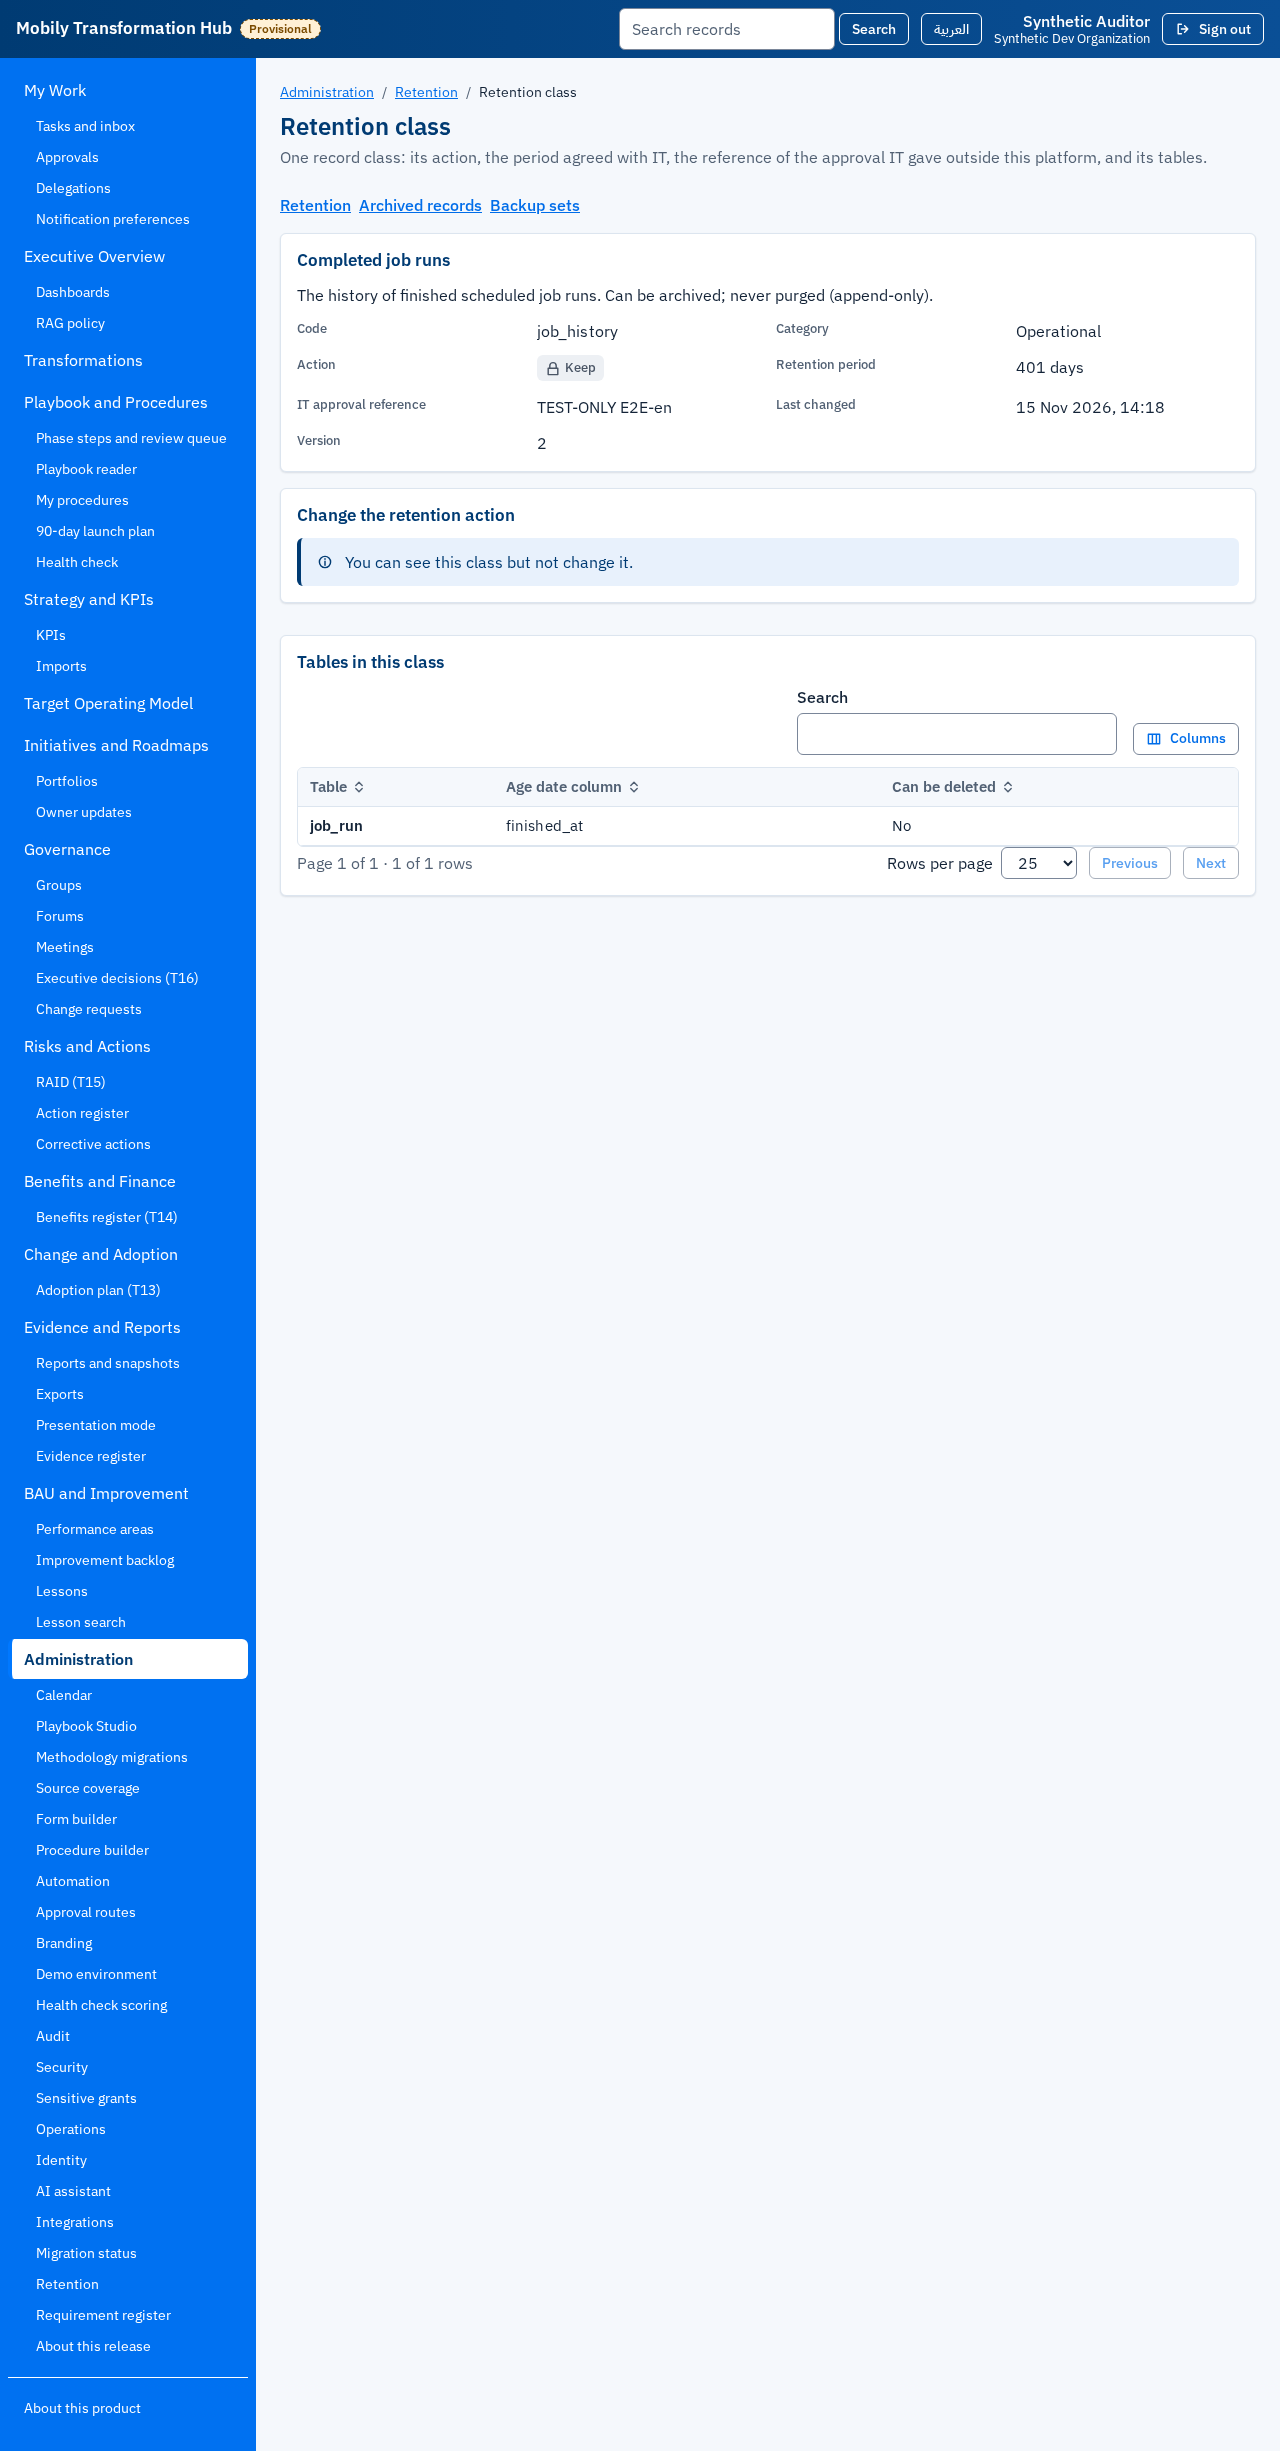 Mobily Transformation Hub Provisional Search records Search العربية Synthetic Auditor Sign out
Synthetic Dev Organization
My Work
Tasks and inbox
Approvals
Delegations
Notification preferences
Executive Overview
Dashboards
RAG policy
Transformations
Playbook and Procedures
Phase steps and review queue
Playbook reader
My procedures
90-day launch plan
Health check
Strategy and KPIs
KPIs
Imports
Target Operating Model
Initiatives and Roadmaps
Portfolios
Owner updates
Governance
Groups
Forums
Meetings
Executive decisions (T16)
Change requests
Risks and Actions
RAID (T15)
Action register
Corrective actions
Benefits and Finance
Benefits register (T14)
Change and Adoption
Adoption plan (T13)
Evidence and Reports
Reports and snapshots
Exports
Presentation mode
Evidence register
BAU and Improvement
Performance areas
Improvement backlog
Lessons
Lesson search
Administration
Calendar
Playbook Studio
Methodology migrations
Source coverage
Form builder
Procedure builder
Automation
Approval routes
Branding
Demo environment
Health check scoring
Audit
Security
Sensitive grants
Operations
Identity
AI assistant
Integrations
Migration status
Retention
Requirement register
About this release
About this product
Administration / Retention / Retention class
Retention class
One record class: its action, the period agreed with IT, the reference of the approval IT gave outside this platform, and its tables.
Retention Archived records Backup sets
Completed job runs
The history of finished scheduled job runs. Can be archived; never purged (append-only).
Code job_history Category Operational
Action Keep Retention period 401 days
IT approval reference TEST-ONLY E2E-en Last changed 15 Nov 2026, 14:18
Version 2
Change the retention action
You can see this class but not change it.
Tables in this class
Search
Columns
Table Age date column Can be deleted
job_run finished_at No
Page 1 of 1 · 1 of 1 rows Rows per page 25 Previous Next